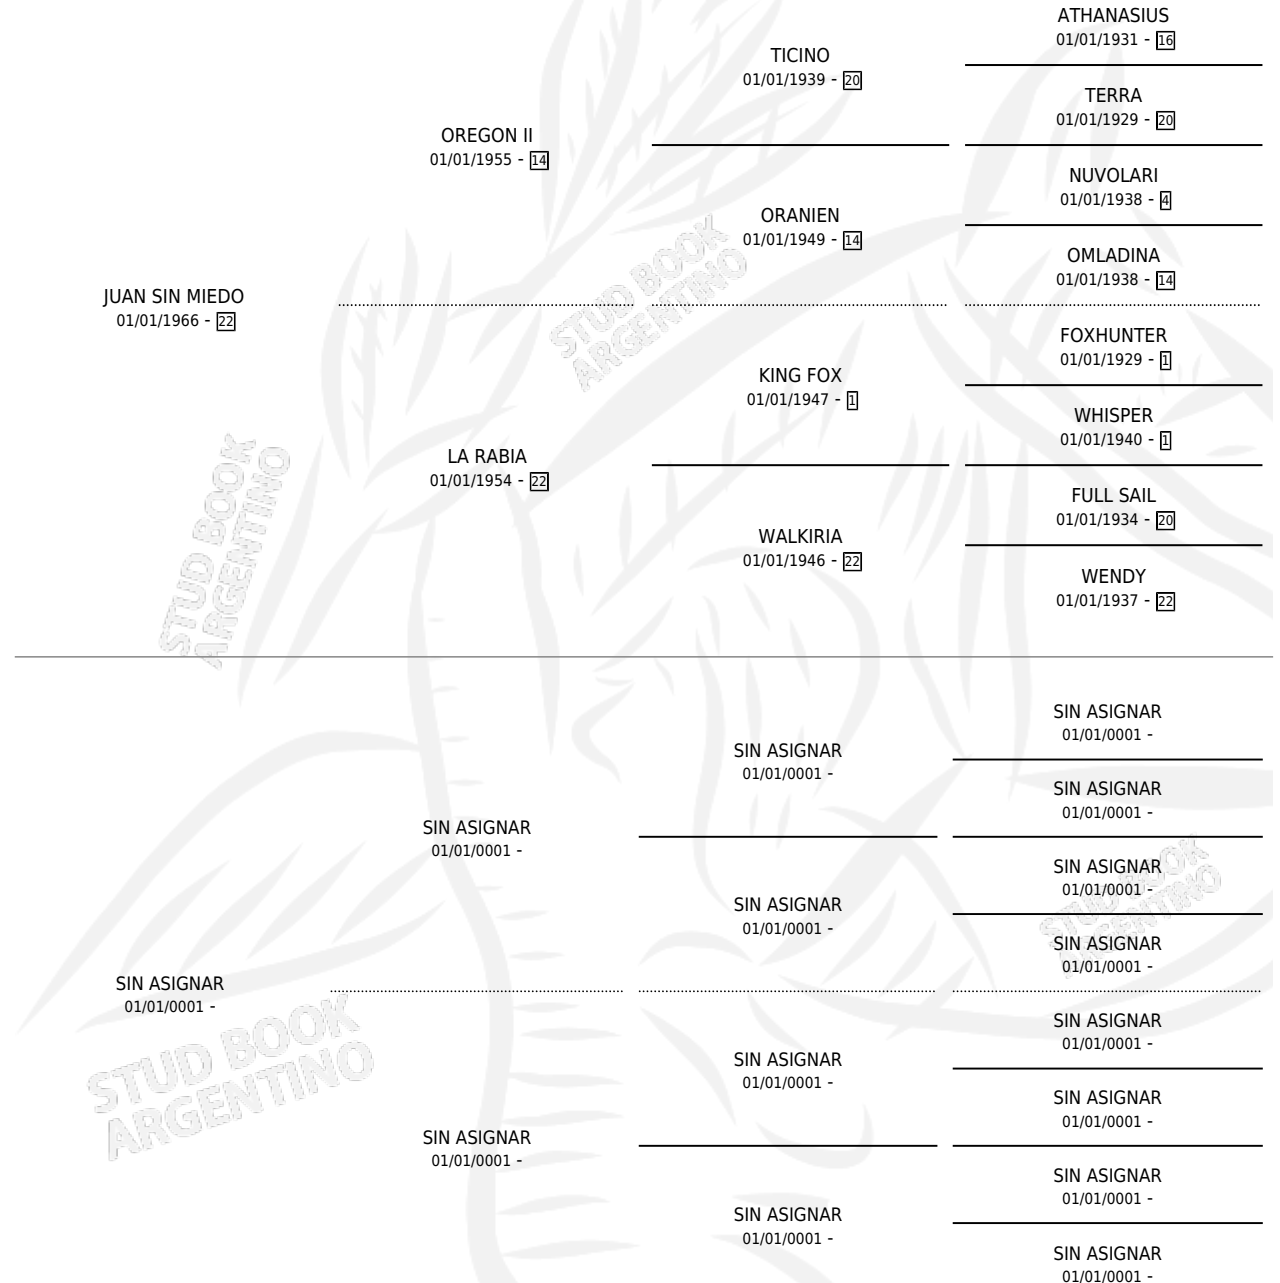 ATHANASIUS
01/01/1931 - 16
TICINO
01/01/1939 - 20
TERRA
01/01/1929 - 20
OREGON II
01/01/1955 - 14
NUVOLARI
01/01/1938 - 4
ORANIEN
01/01/1949 - 14
OMLADINA
01/01/1938 - 14
STUD BOOK
ARGENTINO
JUAN SIN MIEDO
01/01/1966 - 22
FOXHUNTER
01/01/1929 - 1
KING FOX
01/01/1947 - 1
WHISPER
01/01/1940 - 1
LA RABIA
01/01/1954 - 22
FULL SAIL
01/01/1934 - 20
WALKIRIA
01/01/1946 - 22
WENDY
01/01/1937 - 22
STUD BOOK
ARGENTINO
SIN ASIGNAR
01/01/0001 -
SIN ASIGNAR
01/01/0001 -
SIN ASIGNAR
01/01/0001 -
SIN ASIGNAR
01/01/0001 -
SIN ASIGNAR
01/01/0001 -
SIN ASIGNAR
01/01/0001 -
SIN ASIGNAR
01/01/0001 -
STUD BOOK
ARGENTINO
SIN ASIGNAR
01/01/0001 -
SIN ASIGNAR
01/01/0001 -
SIN ASIGNAR
01/01/0001 -
SIN ASIGNAR
01/01/0001 -
SIN ASIGNAR
01/01/0001 -
SIN ASIGNAR
01/01/0001 -
SIN ASIGNAR
01/01/0001 -
SIN ASIGNAR
01/01/0001 -
STUD BOOK
ARGENTINO